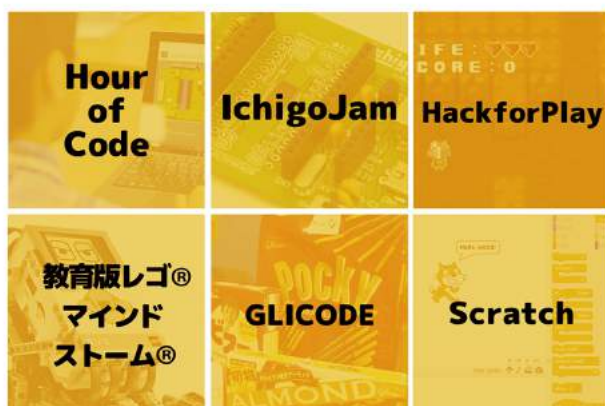 Hour
of
Code
IchigoJam
IFE:♡♡♡
CORE:0
HackforPlay
教育版レゴ®
マインド
ストーム®
POCKY
GLICODE
ALMOND
Scratch